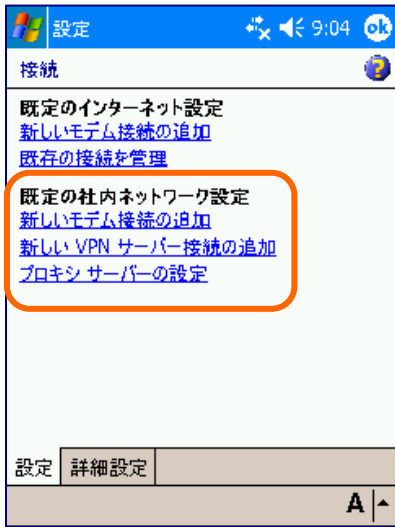 設定 9:04 ok
接続
既定のインターネット設定
新しいモデム接続の追加
既存の接続を管理
既定の社内ネットワーク設定
新しいモデム接続の追加
新しい VPN サーバー接続の追加
プロキシ サーバーの設定
設定 詳細設定
A